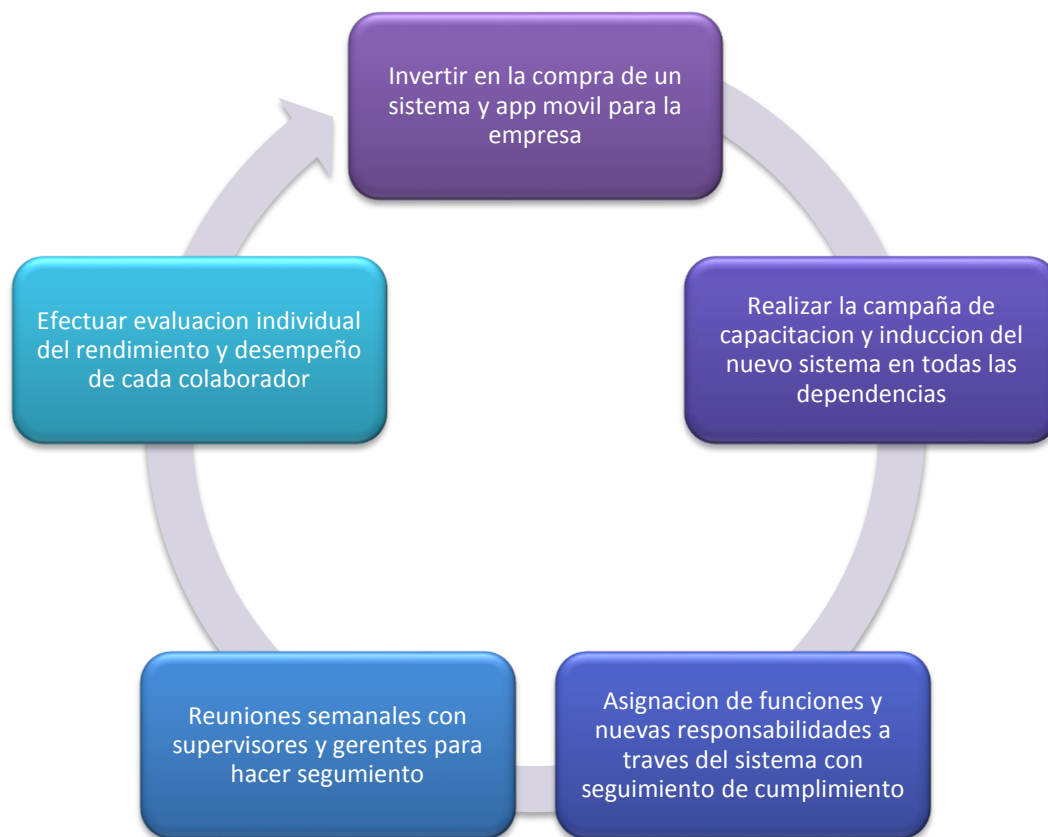 Invertir en la compra de un
sistema y app movil para la
empresa
Realizar la campaña de
capacitacion y induccion del
nuevo sistema en todas las
dependencias
Asignacion de funciones y
nuevas responsabilidades a
traves del sistema con
seguimiento de cumplimiento
Reuniones semanales con
supervisores y gerentes para
hacer segumiento
Efectuar evaluacion individual
del rendimiento y desempeño
de cada colaborador